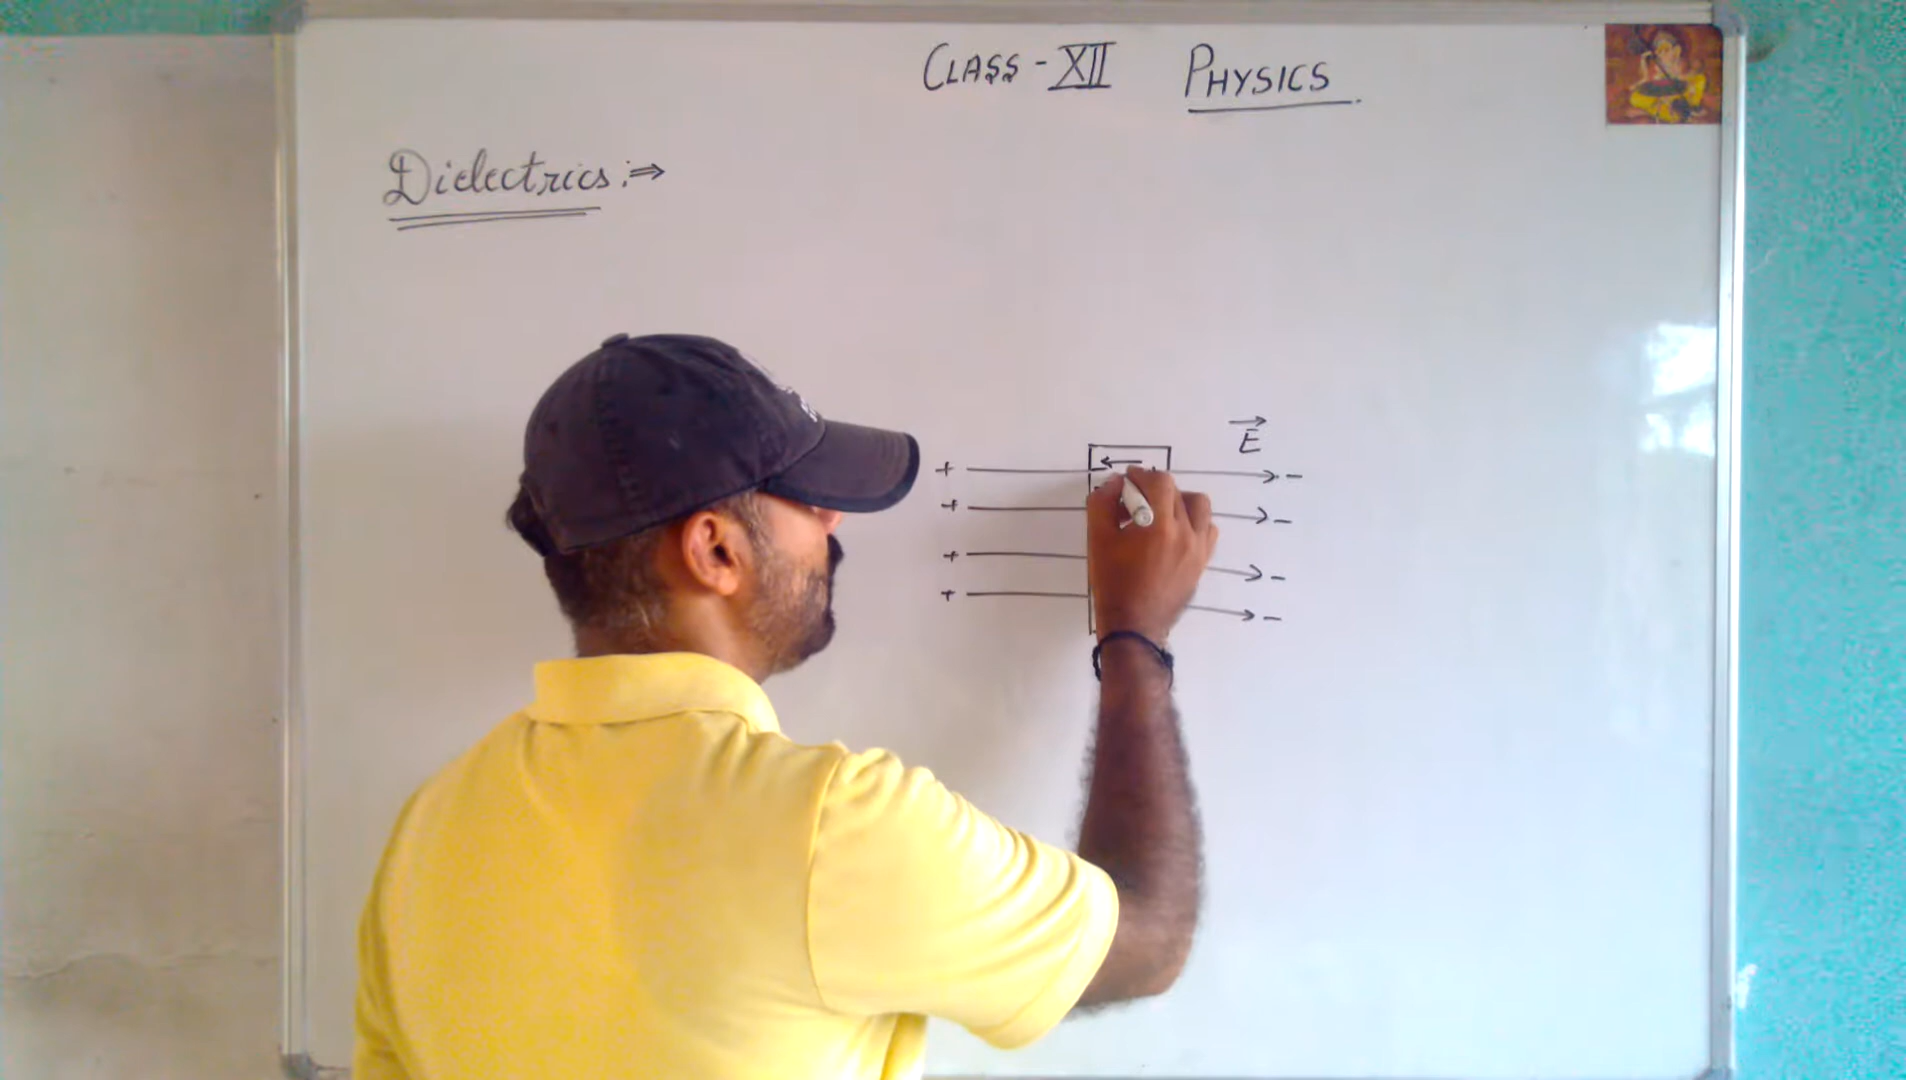 CLASS - XII PHYSICS
Dielectrics :⇒
E
+ -
+ -
+ -
+ -